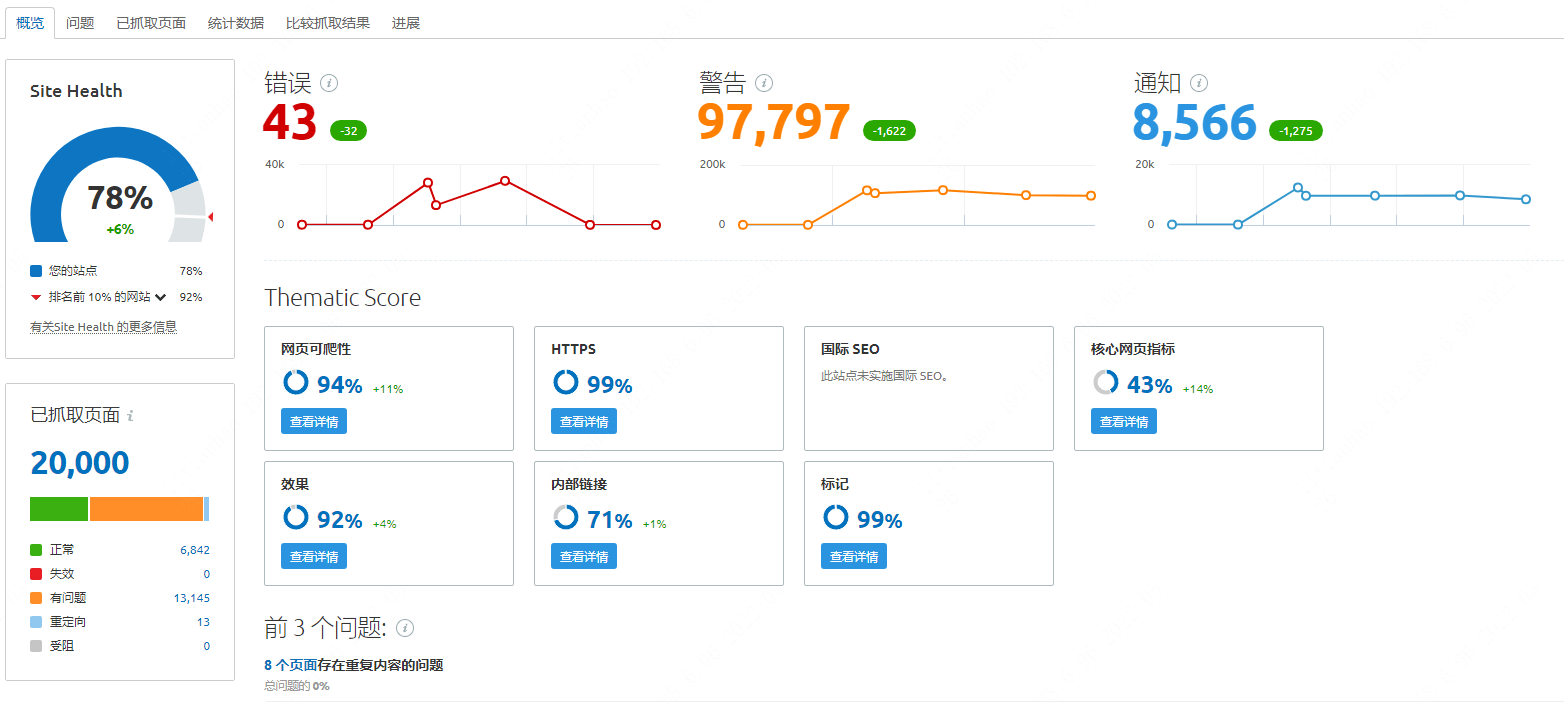 概览 问题 已抓取页面 统计数据 比较抓取结果 进展
Site Health
78%
+6%
您的站点 78%
排名前 10% 的网站 92%
有关Site Health 的更多信息
已抓取页面
20,000
正常 6,842
失效 0
有问题 13,145
重定向 13
受阻 0
错误
43 -32
40k
0
警告
97,797 -1,622
200k
0
通知
8,566 -1,275
20k
0
Thematic Score
网页可爬性
94% +11%
查看详情
HTTPS
99%
查看详情
国际 SEO
此站点未实施国际 SEO。
核心网页指标
43% +14%
查看详情
效果
92% +4%
查看详情
内部链接
71% +1%
查看详情
标记
99%
查看详情
前 3 个问题:
8 个页面存在重复内容的问题
总问题的 0%